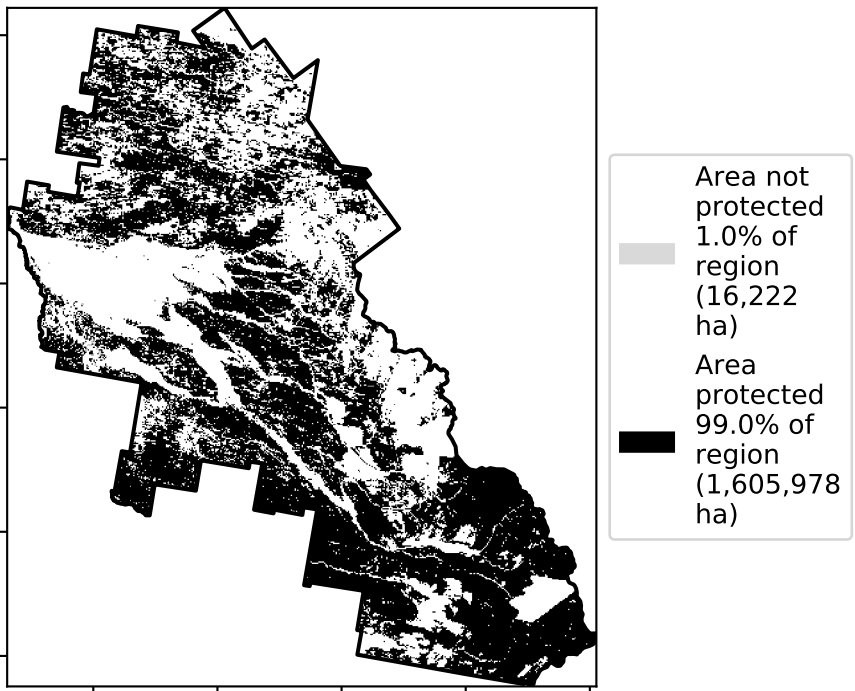 Area not
protected
1.0% of
region
(16,222
ha)
Area
protected
99.0% of
region
(1,605,978
ha)